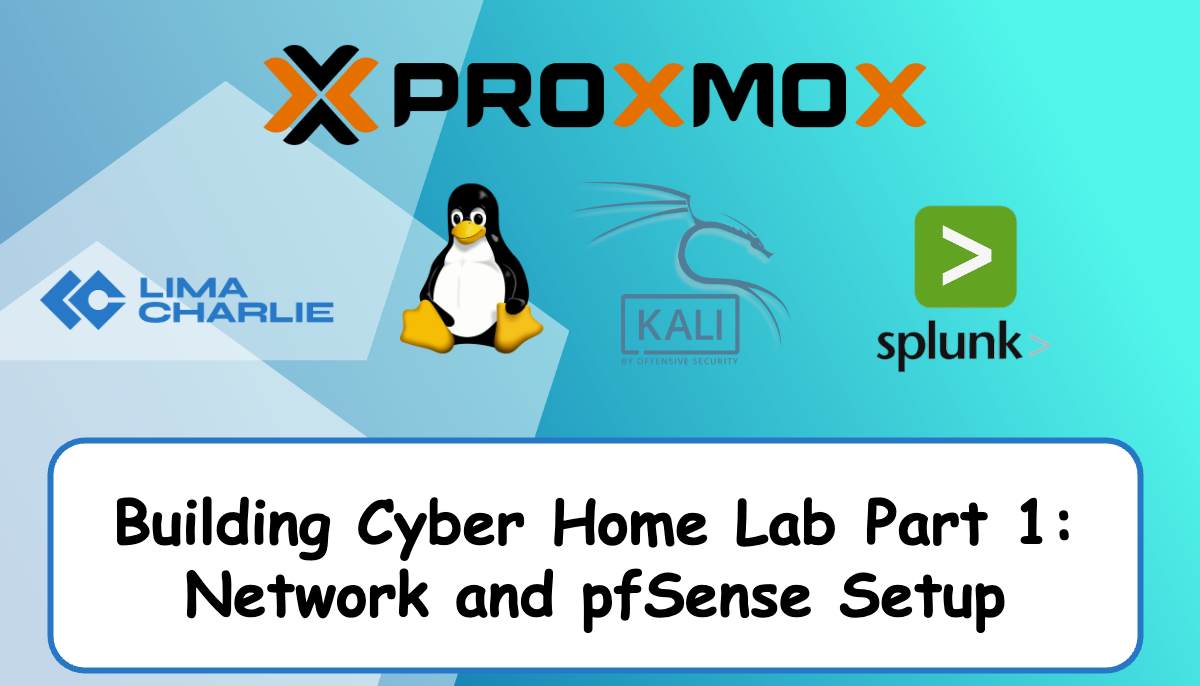 PROXMOX
LIMA
CHARLIE
KALI
BY OFFENSIVE SECURITY
>
splunk>
Building Cyber Home Lab Part 1:
Network and pfSense Setup